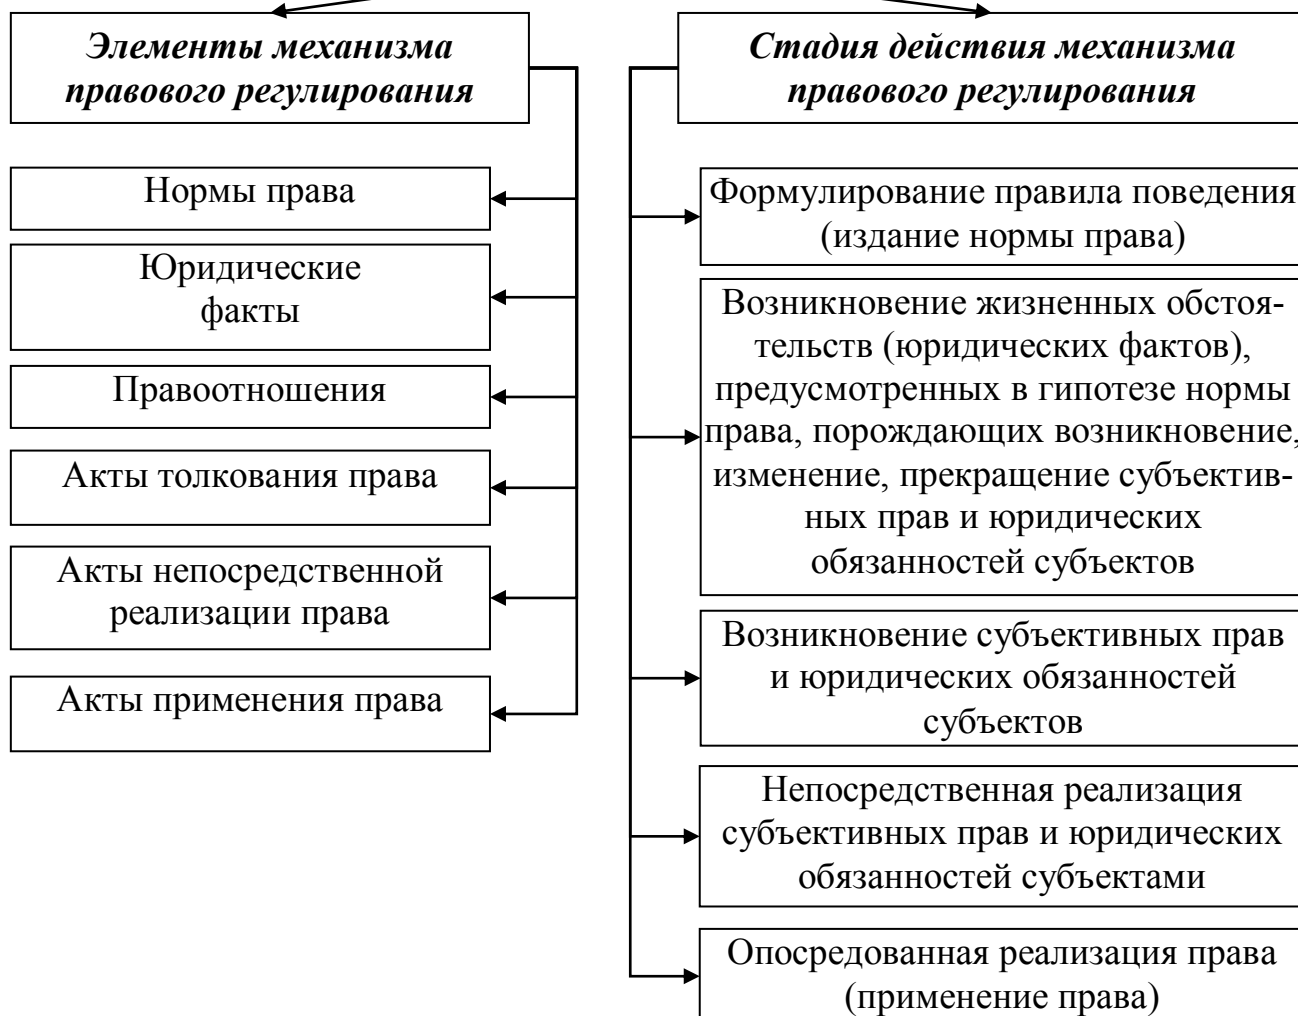 Элементы механизма
правового регулирования
Нормы права
Юридические
факты
Правоотношения
Акты толкования права
Акты непосредственной
реализации права
Акты применения права
Стадия действия механизма
правового регулирования
Формулирование правила поведения
(издание нормы права)
Возникновение жизненных обстоя-
тельств (юридических фактов),
предусмотренных в гипотезе нормы
права, порождающих возникновение,
изменение, прекращение субъектив-
ных прав и юридических
обязанностей субъектов
Возникновение субъективных прав
и юридических обязанностей
субъектов
Непосредственная реализация
субъективных прав и юридических
обязанностей субъектами
Опосредованная реализация права
(применение права)